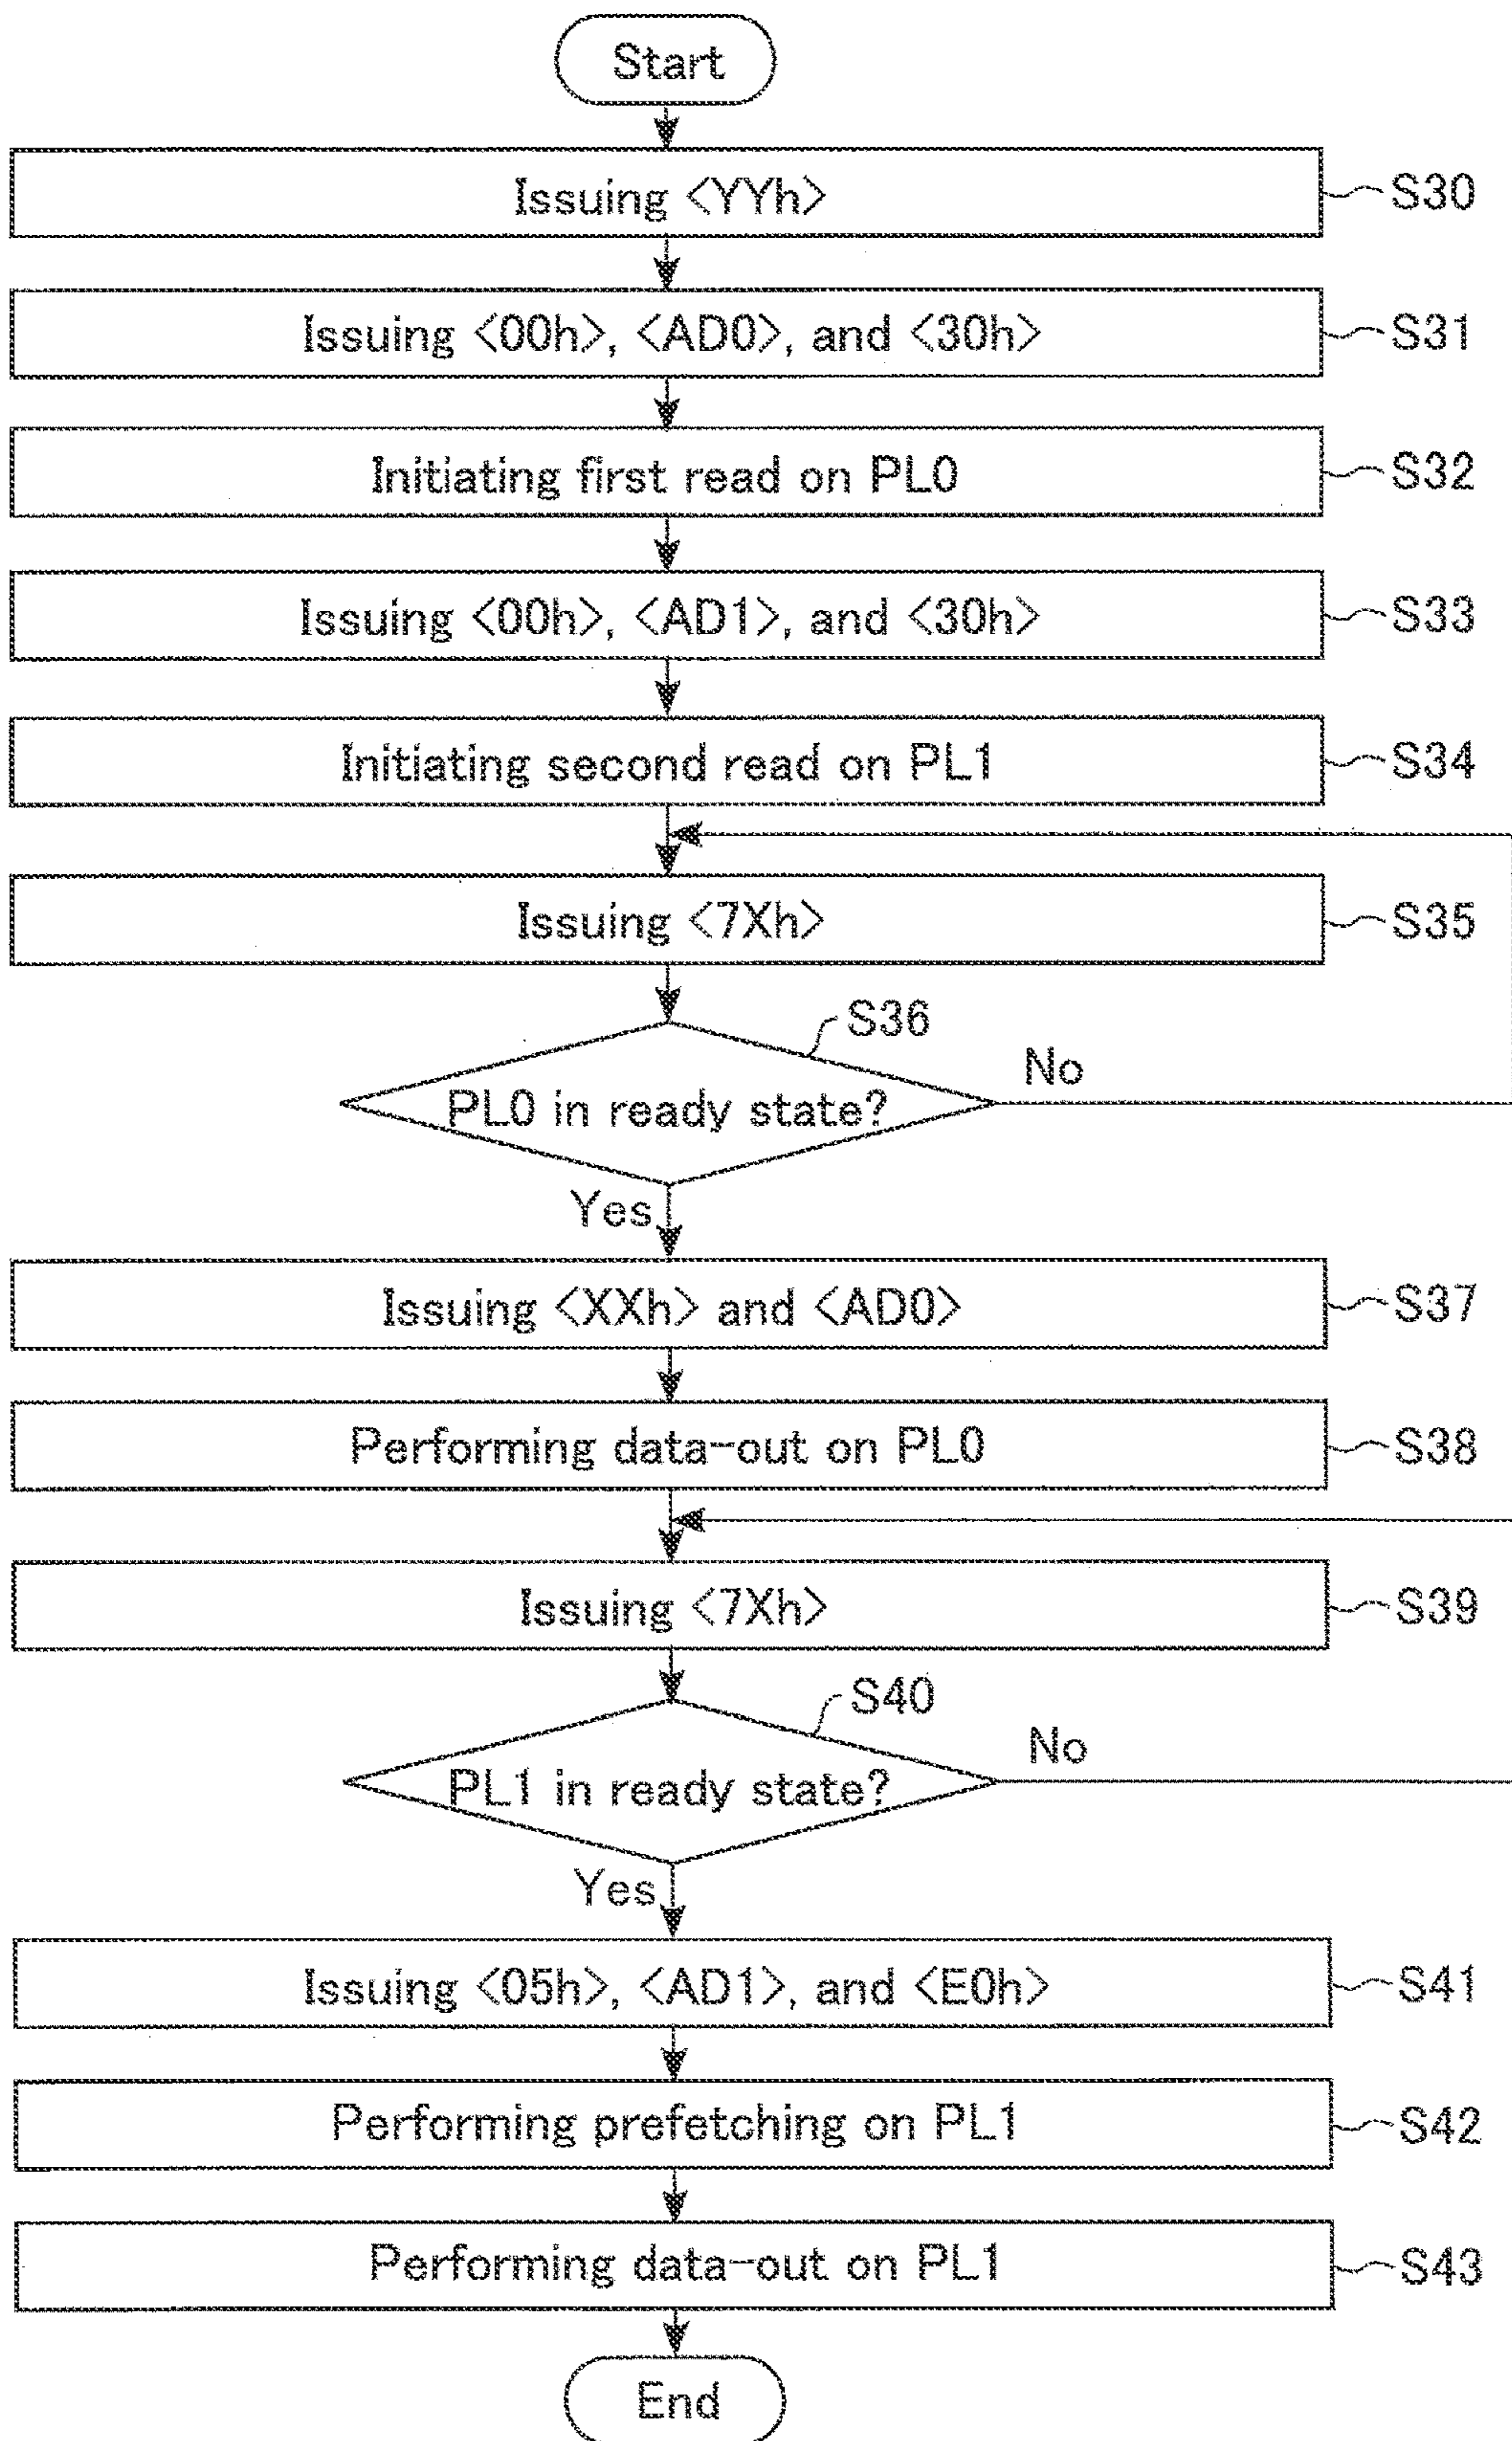 Start
Issuing <YYh>
S30
Issuing <00h>, <AD0>, and <30h>
S31
Initiating first read on PL0
S32
Issuing <00h>, <AD1>, and <30h>
S33
Initiating second read on PL1
S34
Issuing <7Xh>
S35
S36
PL0 in ready state?
No
Yes
Issuing <XXh> and <AD0>
S37
Performing data-out on PL0
S38
Issuing <7Xh>
S39
S40
PL1 in ready state?
No
Yes
Issuing <05h>, <AD1>, and <E0h>
S41
Performing prefetching on PL1
S42
Performing data-out on PL1
S43
End